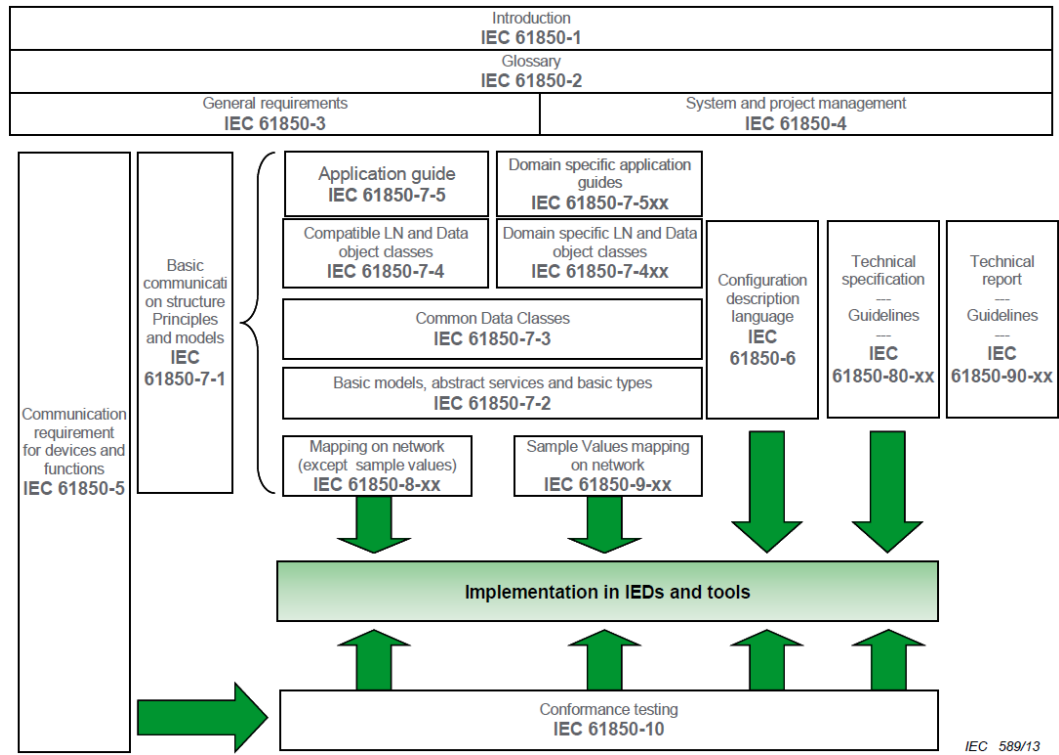 Introduction
IEC 61850-1
Glossary
IEC 61850-2
General requirements
IEC 61850-3
System and project management
IEC 61850-4
Communication
requirement
for devices and
functions
IEC 61850-5
Basic
communicati
on structure
Principles
and models
IEC
61850-7-1
Application guide
IEC 61850-7-5
Domain specific application
guides
IEC 61850-7-5xx
Compatible LN and Data
object classes
IEC 61850-7-4
Domain specific LN and Data
object classes
IEC 61850-7-4xx
Common Data Classes
IEC 61850-7-3
Basic models, abstract services and basic types
IEC 61850-7-2
Mapping on network
(except sample values)
IEC 61850-8-xx
Sample Values mapping
on network
IEC 61850-9-xx
Configuration
description
language
IEC
61850-6
Technical
specification
---
Guidelines
---
IEC
61850-80-xx
Technical
report
---
Guidelines
---
IEC
61850-90-xx
Implementation in IEDs and tools
Conformance testing
IEC 61850-10
IEC 589/13